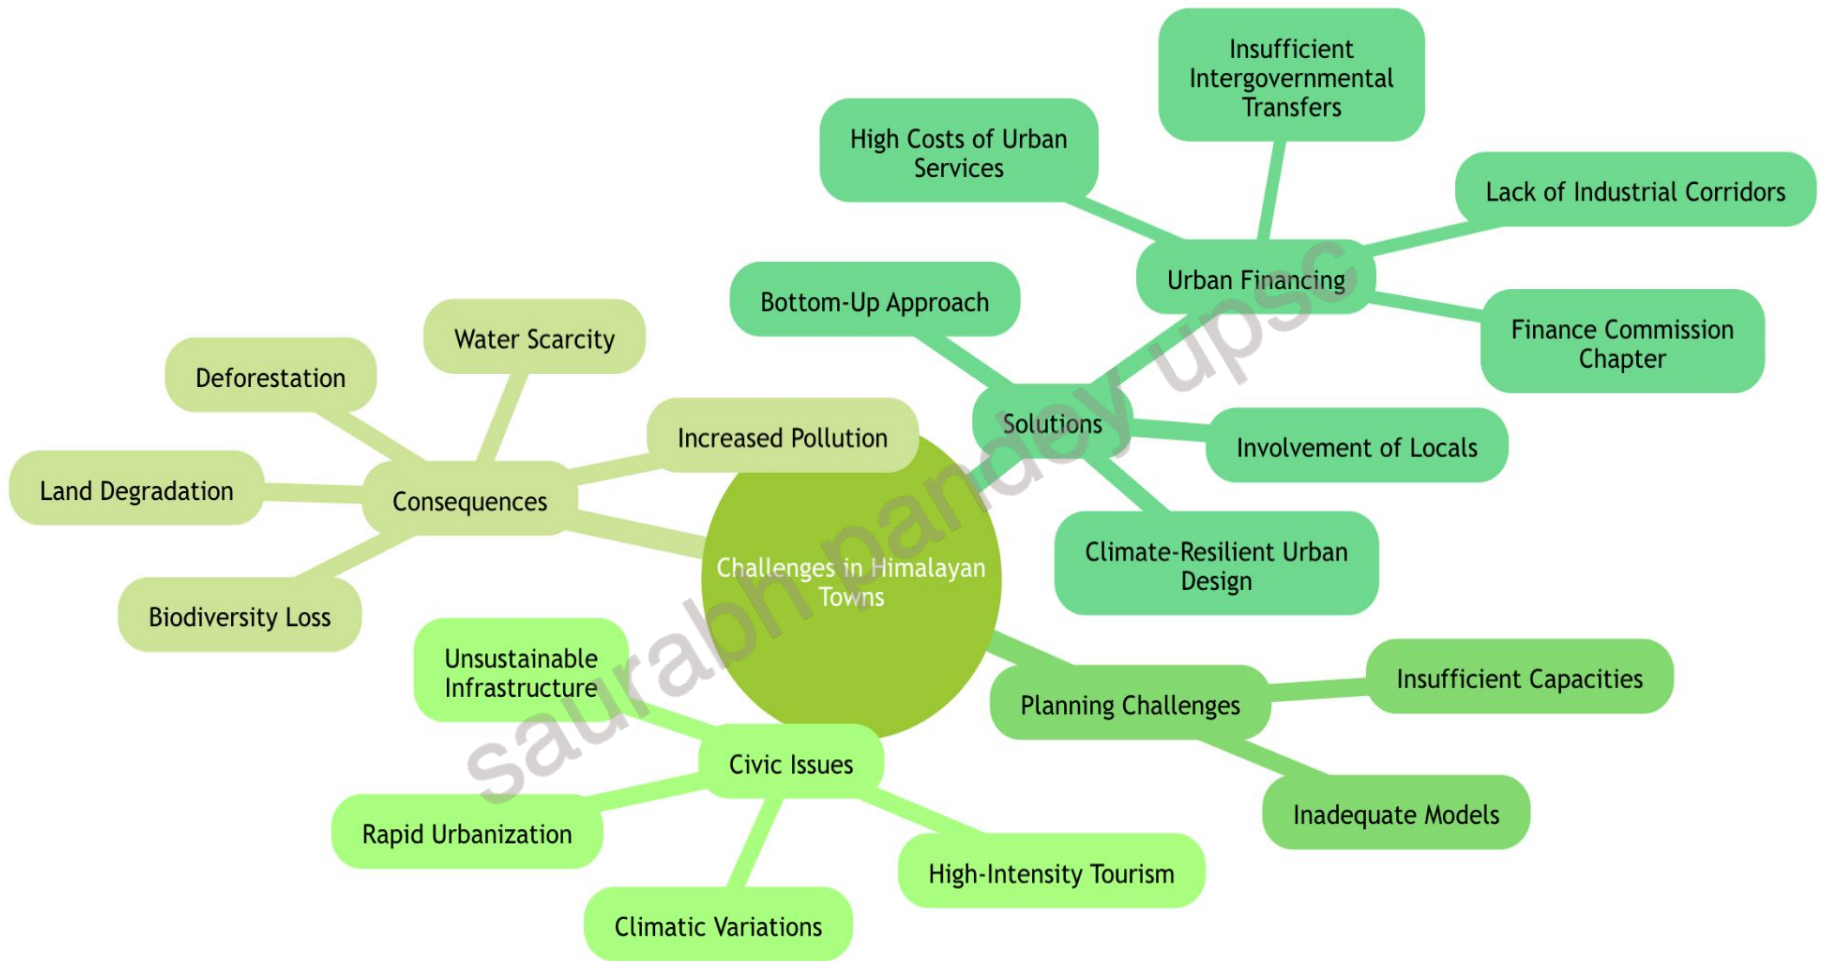 Insufficient
Intergovernmental
Transfers
High Costs of Urban
Services
Lack of Industrial Corridors
Urban Financing
Bottom-Up Approach
Finance Commission
Chapter
Water Scarcity
Deforestation
Solutions
Increased Pollution
Involvement of Locals
Land Degradation
Consequences
Climate-Resilient Urban
Design
Challenges in Himalayan
Towns
Biodiversity Loss
Unsustainable
Infrastructure
Insufficient Capacities
Planning Challenges
Civic Issues
Inadequate Models
Rapid Urbanization
High-Intensity Tourism
Climatic Variations
saurabh pandey upsc